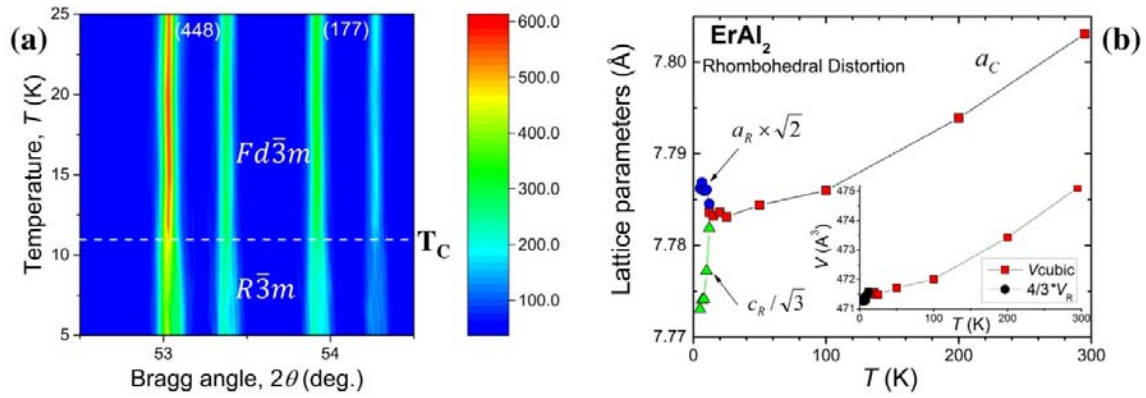 (a)
25
20
15
10
5
Temperature, T (K)
(448)
(177)
Fd3̅m
R3̅m
T_C
53
54
Bragg angle, 2θ (deg.)
600.0
500.0
400.0
300.0
200.0
100.0
(b)
ErAl₂
Rhombohedral Distortion
a_C
a_R × √2
c_R / √3
Lattice parameters (Å)
7.80
7.79
7.78
7.77
0
100
200
300
T (K)
V (Å³)
475
474
473
472
471
0
100
200
300
T (K)
Vcubic
4/3*V_R